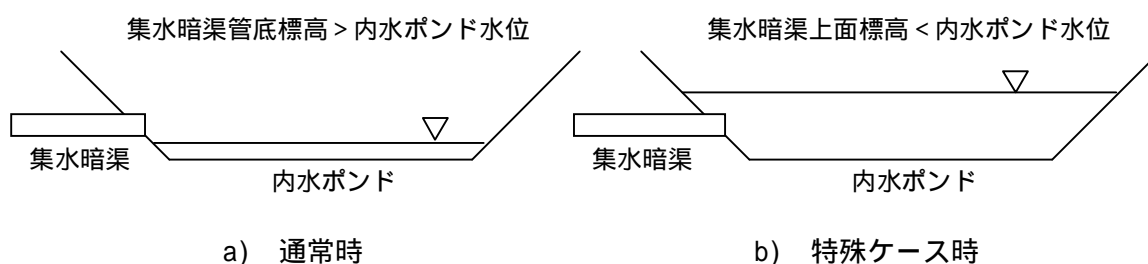 集水暗渠管底標高 > 内水ポンド水位
集水暗渠上面標高 < 内水ポンド水位
集水暗渠
内水ポンド
集水暗渠
内水ポンド
a) 通常時
b) 特殊ケース時